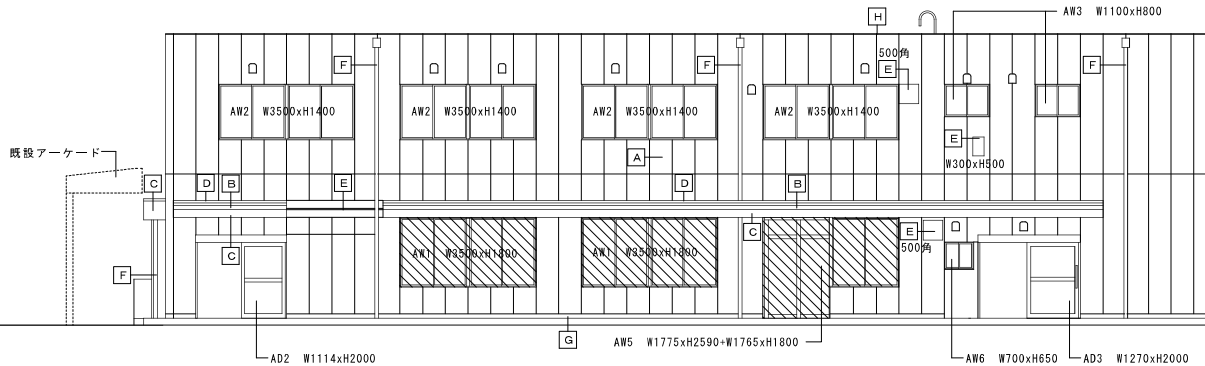 H
AW3 W1100xH800
500角
F
F
E
F
AW2 W3500xH1400
AW2 W3500xH1400
AW2 W3500xH1400
AW2 W3500xH1400
E
既設アーケード
A
W300xH500
C
D
B
E
D
B
C
E
500角
C
AW1 W3500xH1800
AW1 W3500xH1800
F
G
AW5 W1775xH2590+W1765xH1800
AD2 W1114xH2000
AW6 W700xH650
AD3 W1270xH2000